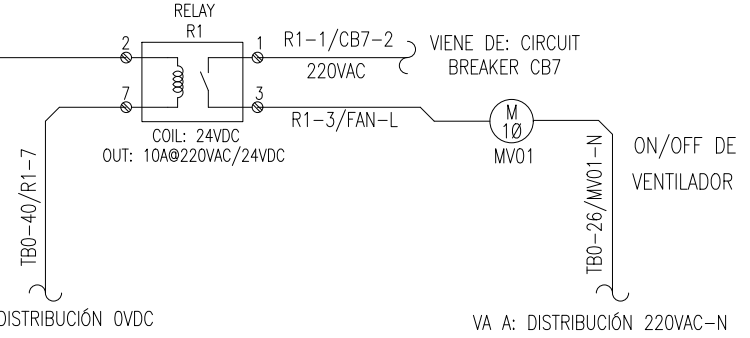 RELAY
R1
2
1
R1-1/CB7-2
220VAC
VIENE DE: CIRCUIT
BREAKER CB7
7
3
R1-3/FAN-L
COIL: 24VDC
OUT: 10A@220VAC/24VDC
M
1Ø
MV01
ON/OFF DE
VENTILADOR
TB0-40/R1-7
TB0-26/MV01-N
DISTRIBUCIÓN 0VDC
VA A: DISTRIBUCIÓN 220VAC-N